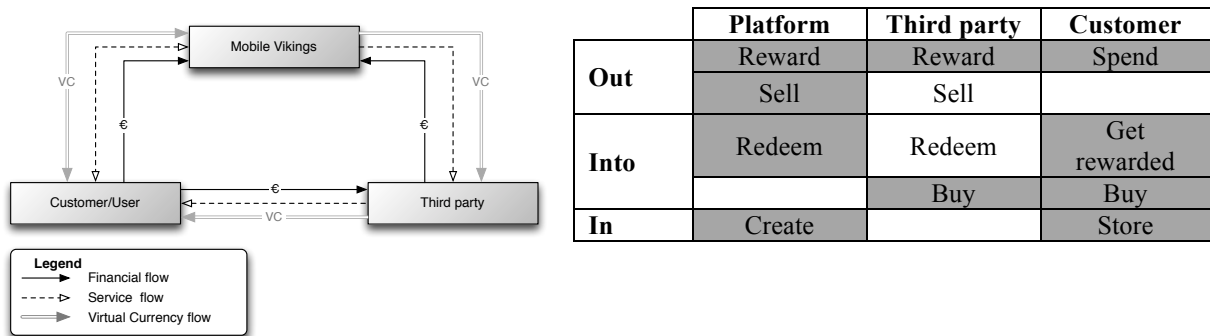 Mobile Vikings
VC
VC
€
€
€
Customer/User
Third party
VC
Legend
Financial flow
Service flow
Virtual Currency flow
Platform Third party Customer
Out Reward Reward Spend
Sell Sell
Into Redeem Redeem Get rewarded
Buy Buy
In Create Store